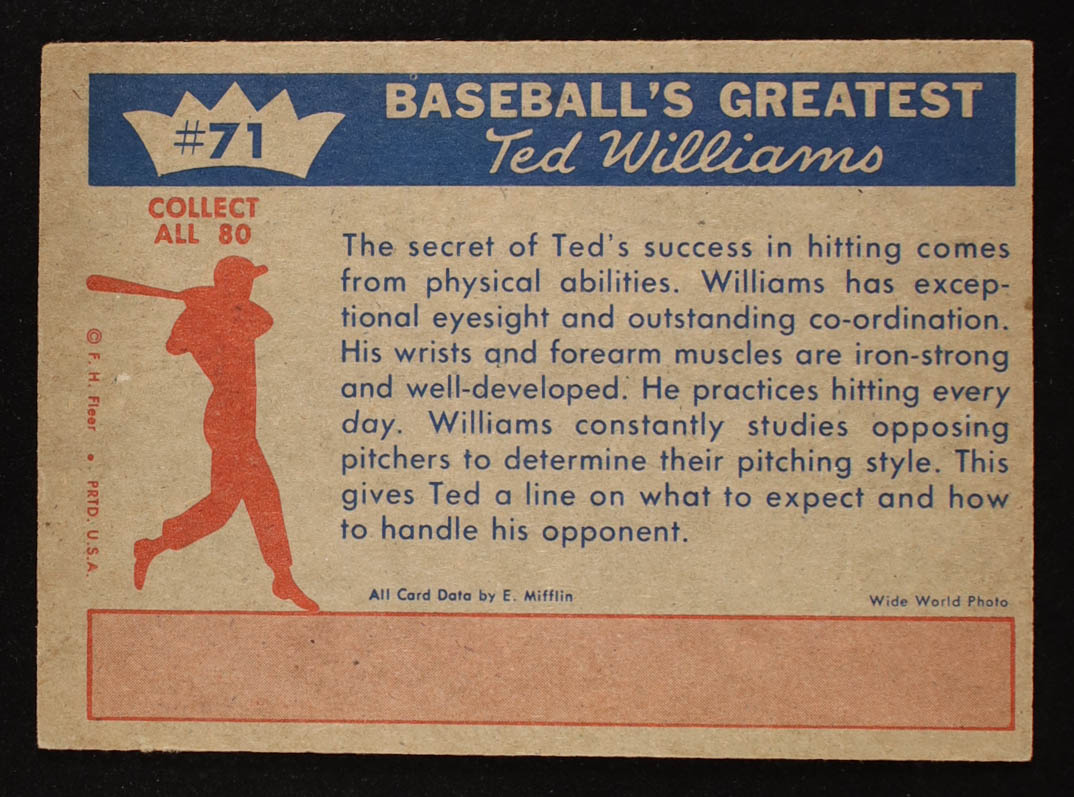 #71
BASEBALL'S GREATEST
Ted Williams
COLLECT
ALL 80
The secret of Ted's success in hitting comes
from physical abilities. Williams has excep-
tional eyesight and outstanding co-ordination.
His wrists and forearm muscles are iron-strong
and well-developed. He practices hitting every
day. Williams constantly studies opposing
pitchers to determine their pitching style. This
gives Ted a line on what to expect and how
to handle his opponent.
© F. H. Fleer • PRTD. U.S.A.
All Card Data by E. Mifflin
Wide World Photo